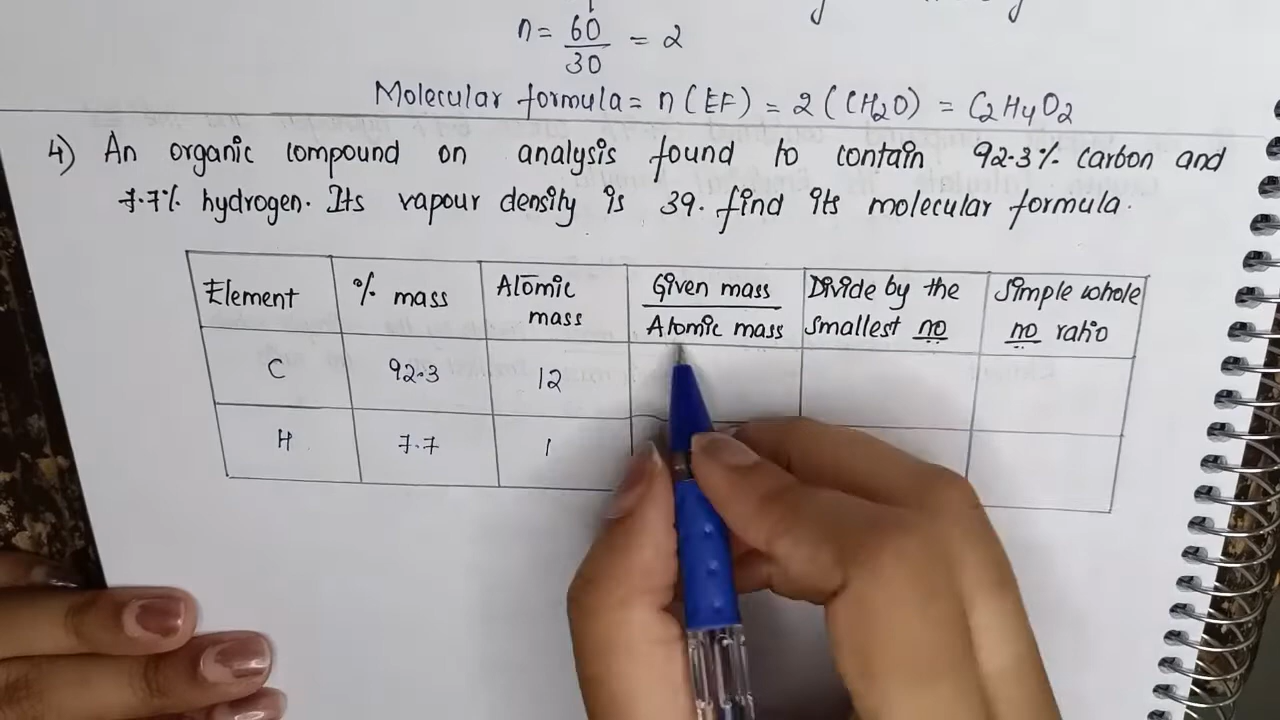 n = 60/30 = 2
Molecular formula = n(EF) = 2(CH2O) = C2H4O2
4) An organic compound on analysis found to contain 92.3% carbon and
7.7% hydrogen. Its vapour density is 39. find its molecular formula.
Element | % mass | Atomic mass | Given mass / Atomic mass | Divide by the smallest no | Simple whole no ratio
C | 92.3 | 12
H | 7.7 | 1